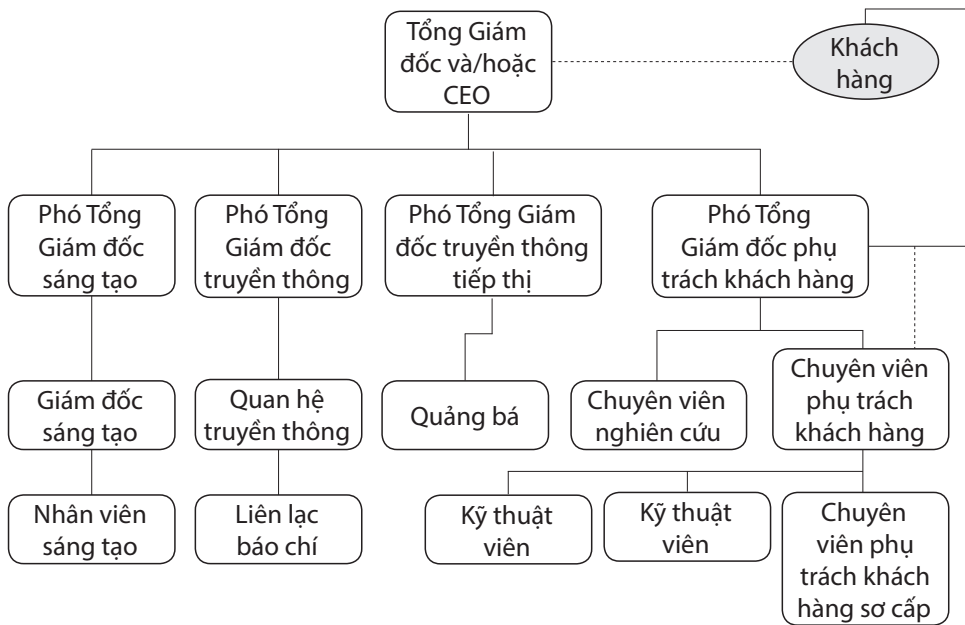 Tổng Giám
đốc và/hoặc
CEO
Khách
hàng
Phó Tổng
Giám đốc
sáng tạo
Phó Tổng
Giám đốc
truyền thông
Phó Tổng Giám
đốc truyền thông
tiếp thị
Phó Tổng
Giám đốc phụ
trách khách hàng
Giám đốc
sáng tạo
Quan hệ
truyền thông
Quảng bá
Chuyên viên
nghiên cứu
Chuyên viên
phụ trách
khách hàng
Nhân viên
sáng tạo
Liên lạc
báo chí
Kỹ thuật
viên
Kỹ thuật
viên
Chuyên
viên phụ
trách khách
hàng sơ cấp